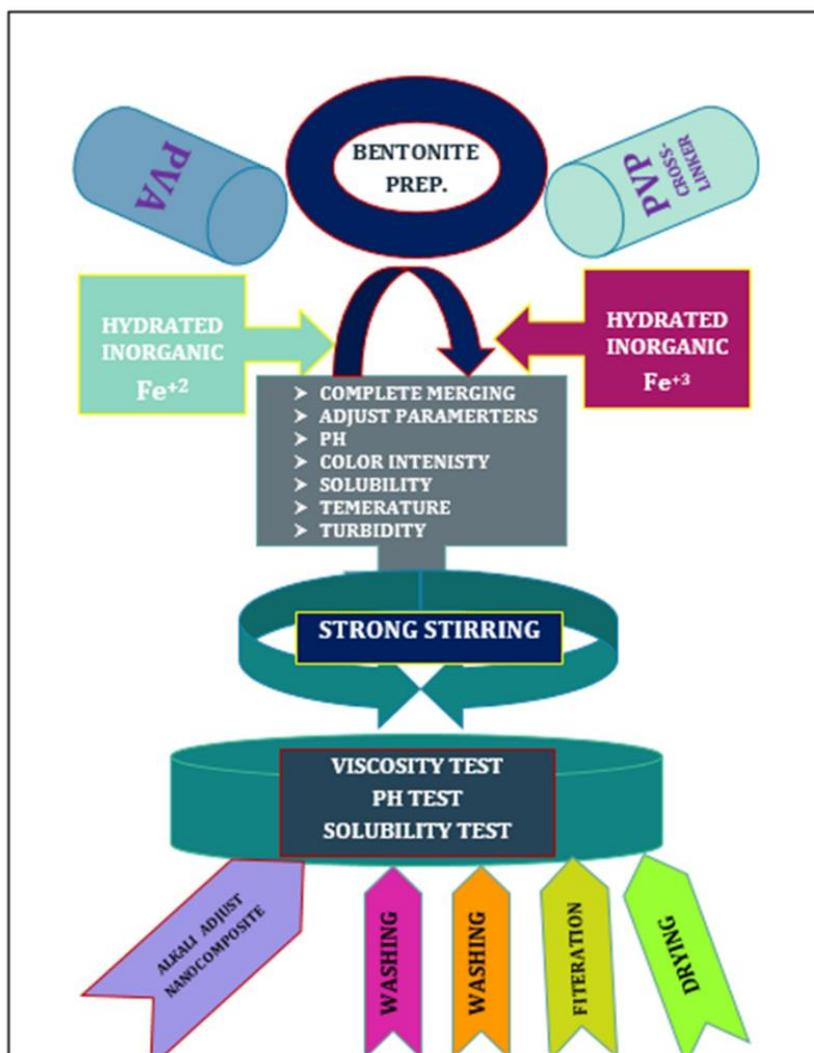 PVA
BENTONITE
PREP.
PVP
CROSS-
LINKER
HYDRATED
INORGANIC
Fe+2
HYDRATED
INORGANIC
Fe+3
➢ COMPLETE MERGING
➢ ADJUST PARAMERTERS
➢ PH
➢ COLOR INTENISTY
➢ SOLUBILITY
➢ TEMERATURE
➢ TURBIDITY
STRONG STIRRING
VISCOSITY TEST
PH TEST
SOLUBILITY TEST
ALKALI ADJUST
NANOCOMPOSITE
WASHING
WASHING
FITERATION
DRYING